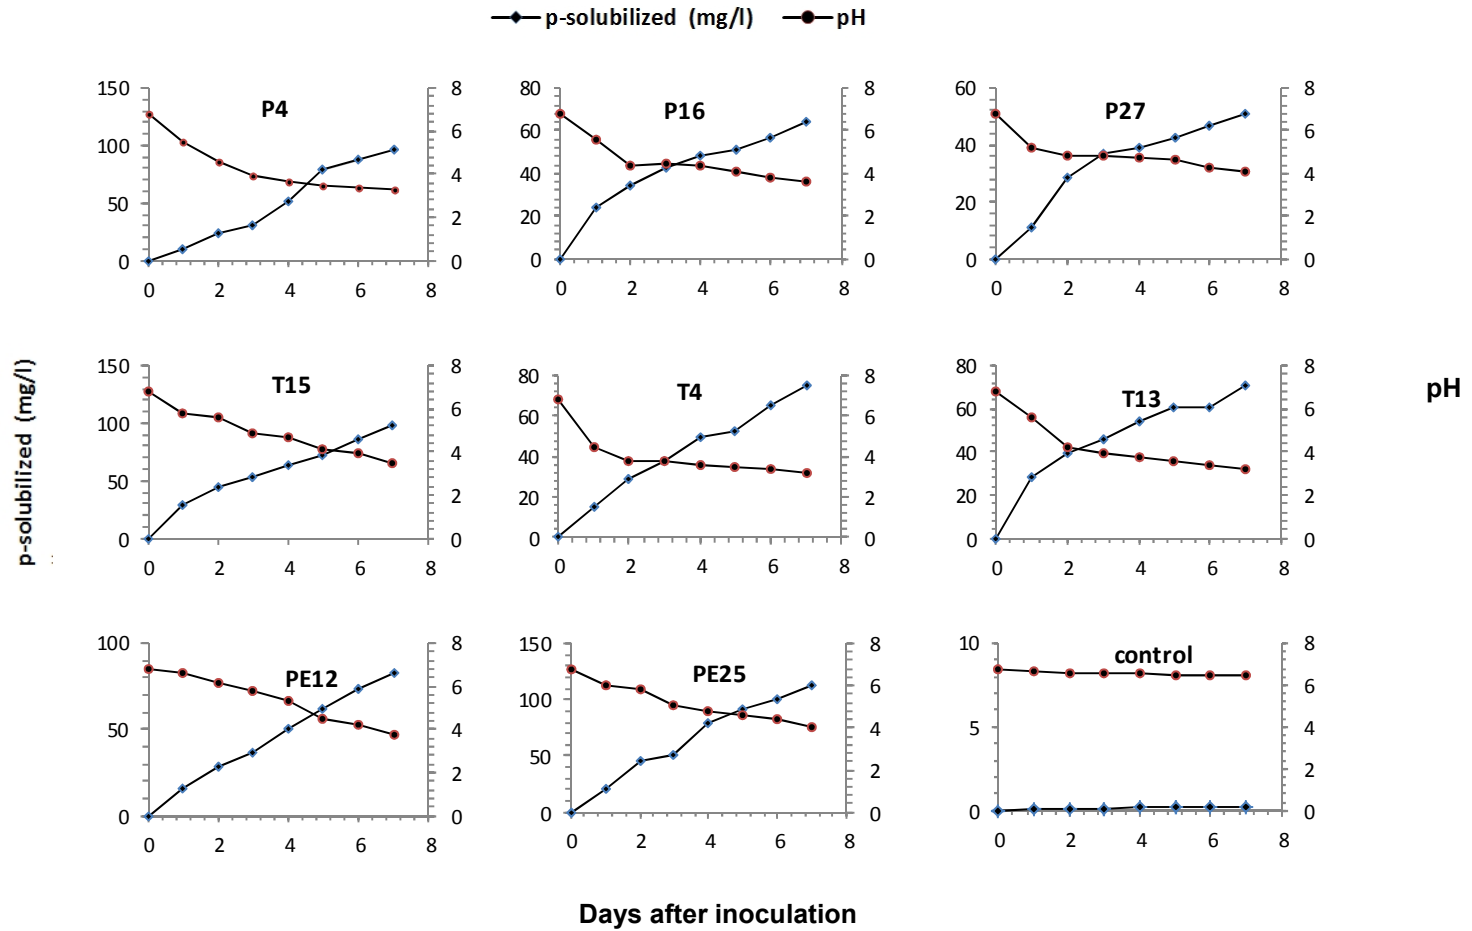 p-solubilized (mg/l) pH
150 8 80 8 60 8
P4 P16 P27
100 6 60 6 40 6
50 4 40 4 20 4
2 20 2 2
0 0 0 0 0 0
0 2 4 6 8 0 2 4 6 8 0 2 4 6 8
p-solubilized (mg/l)
pH
150 8 80 8 80 8
T15 T4 T13
100 6 60 6 60 6
50 4 40 4 40 4
2 20 2 20 2
0 0 0 0 0 0
0 2 4 6 8 0 2 4 6 8 0 2 4 6 8
100 8 150 8 10 8
PE12 PE25 control
6 100 6 6
50 4 50 4 5 4
2 2 2
0 0 0 0 0 0
0 2 4 6 8 0 2 4 6 8 0 2 4 6 8
Days after inoculation